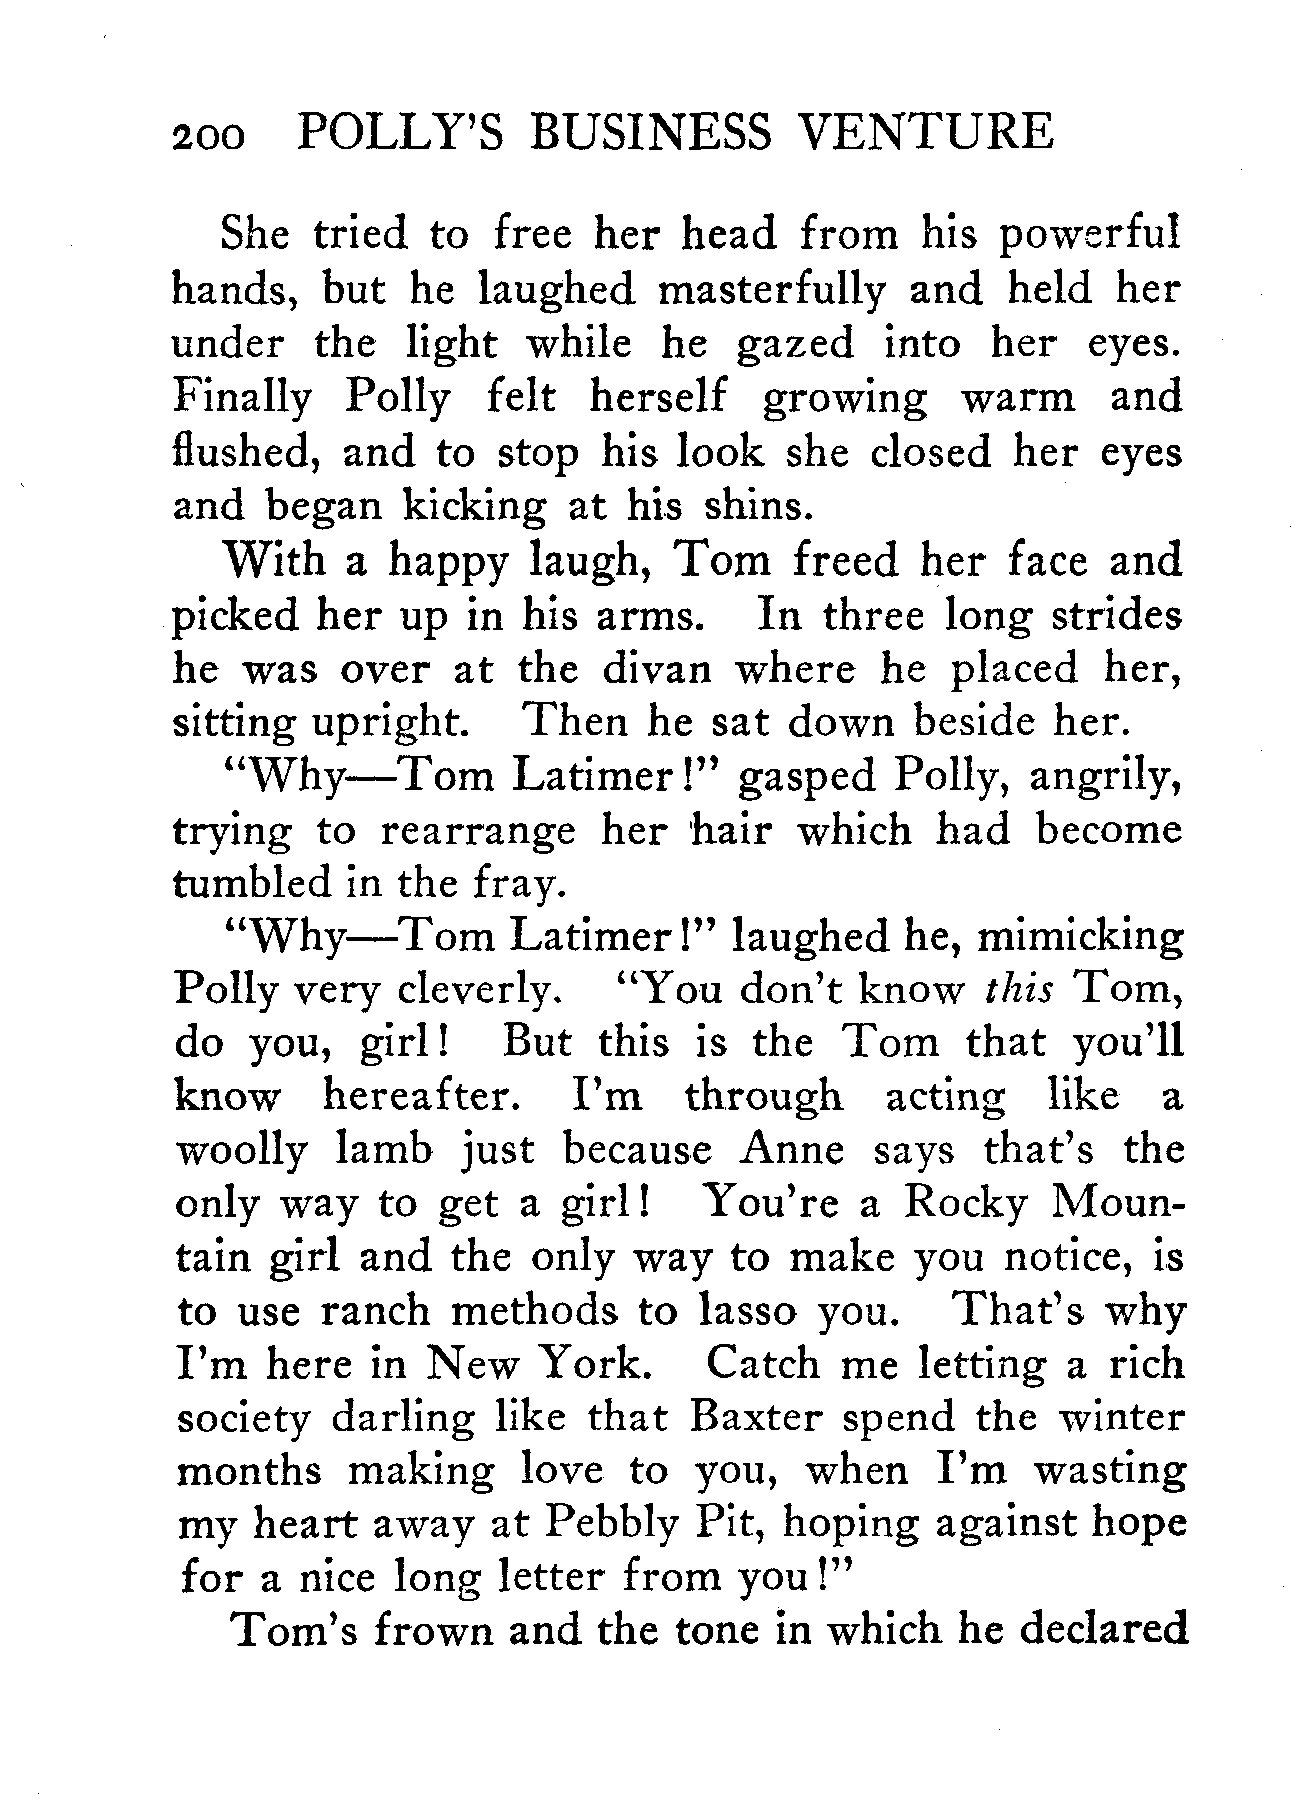 200 POLLY'S BUSINESS VENTURE
She tried to free her head from his powerful
hands, but he laughed masterfully and held her
under the light while he gazed into her eyes.
Finally Polly felt herself growing warm and
flushed, and to stop his look she closed her eyes
and began kicking at his shins.
With a happy laugh, Tom freed her face and
picked her up in his arms. In three long strides
he was over at the divan where he placed her,
sitting upright. Then he sat down beside her.
"Why—Tom Latimer!" gasped Polly, angrily,
trying to rearrange her hair which had become
tumbled in the fray.
"Why—Tom Latimer!" laughed he, mimicking
Polly very cleverly. "You don't know this Tom,
do you, girl! But this is the Tom that you'll
know hereafter. I'm through acting like a
woolly lamb just because Anne says that's the
only way to get a girl! You're a Rocky Moun-
tain girl and the only way to make you notice, is
to use ranch methods to lasso you. That's why
I'm here in New York. Catch me letting a rich
society darling like that Baxter spend the winter
months making love to you, when I'm wasting
my heart away at Pebbly Pit, hoping against hope
for a nice long letter from you!"
Tom's frown and the tone in which he declared